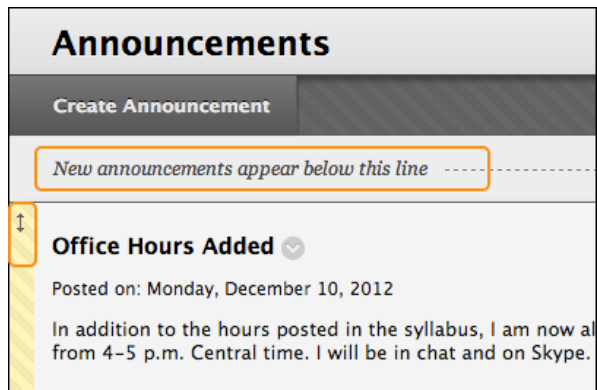 Announcements
Create Announcement
New announcements appear below this line
Office Hours Added
Posted on: Monday, December 10, 2012
In addition to the hours posted in the syllabus, I am now
from 4–5 p.m. Central time. I will be in chat and on Skype.